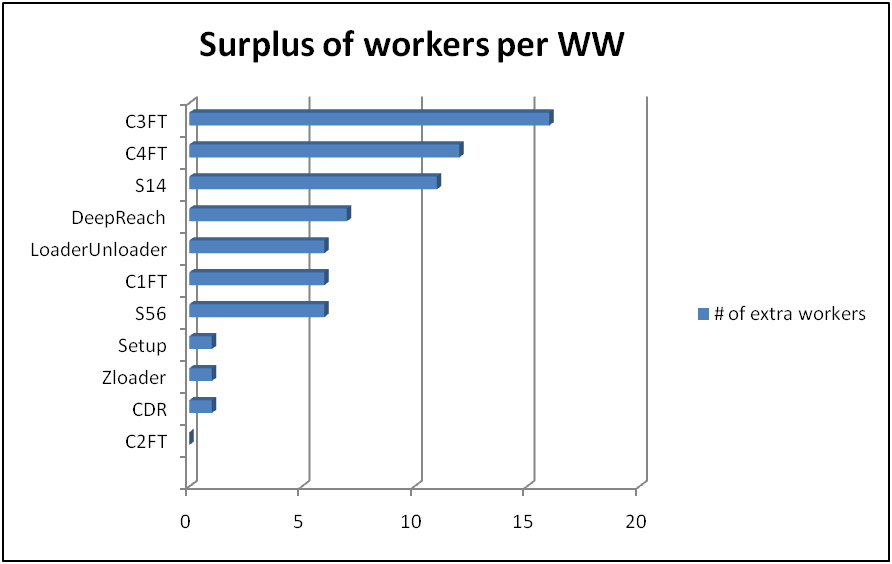 Surplus of workers per WW
C3FT
C4FT
S14
DeepReach
LoaderUnloader
C1FT
S56
Setup
Zloader
CDR
C2FT
0 5 10 15 20
# of extra workers